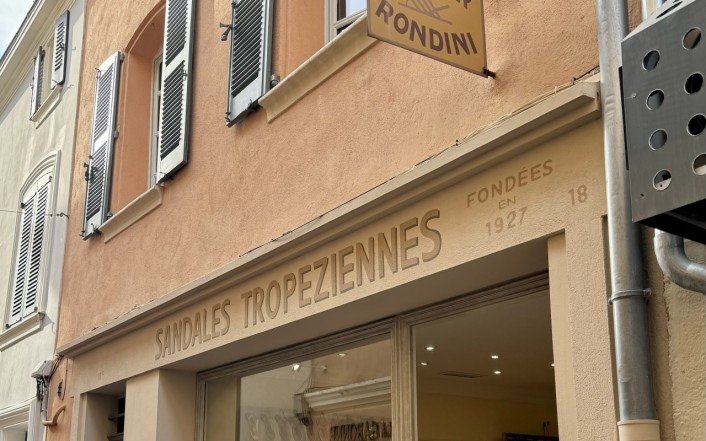 RONDINI
SANDALES TROPEZIENNES
FONDÉES
EN
1927
18